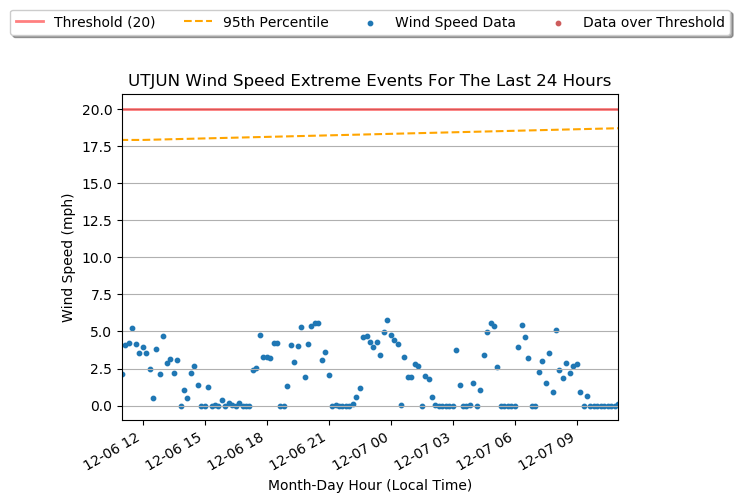 Threshold (20) 95th Percentile Wind Speed Data Data over Threshold
UTJUN Wind Speed Extreme Events For The Last 24 Hours
20.0
17.5
15.0
12.5
10.0
7.5
5.0
2.5
0.0
Wind Speed (mph)
12-06 12 12-06 15 12-06 18 12-06 21 12-07 00 12-07 03 12-07 06 12-07 09
Month-Day Hour (Local Time)